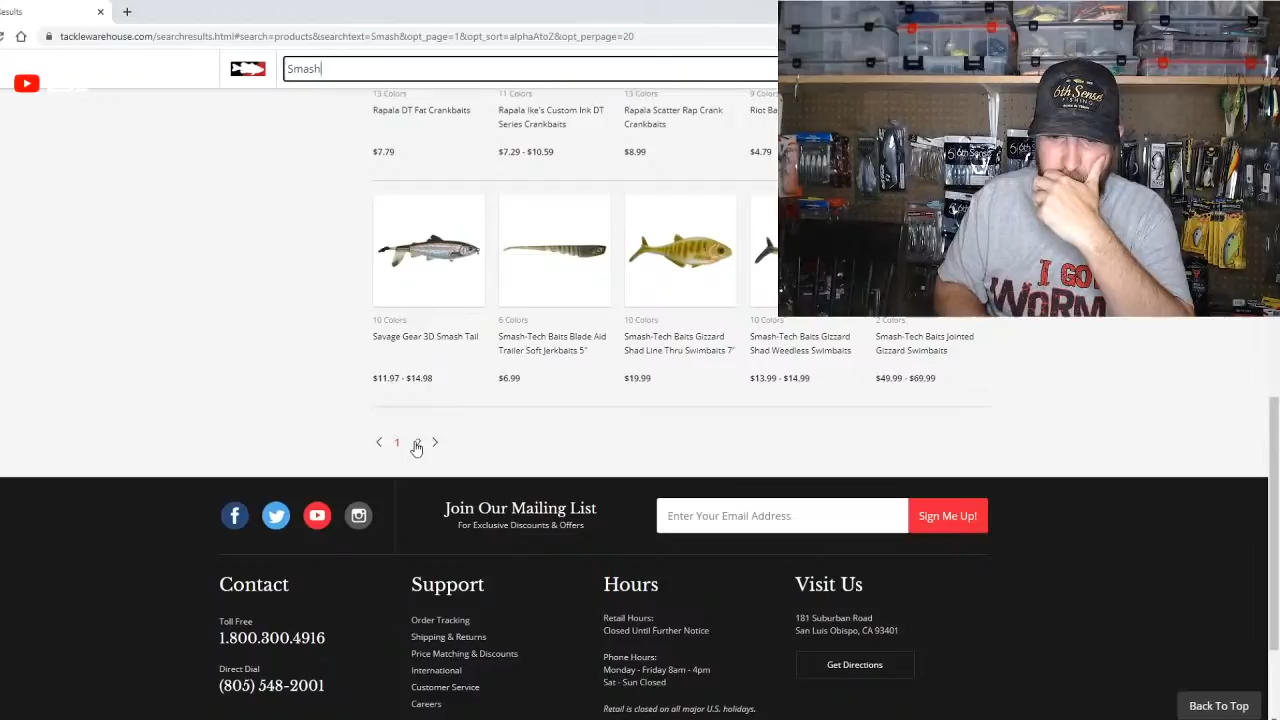 esults
tacklewarehouse.com/searchresults.html#search=products&searchtext=Smash&opt_page=1&opt_sort=alphaAtoZ&opt_perpage=20
Smash
13 Colors
Rapala DT Fat Crankbaits
$7.79
11 Colors
Rapala Ike's Custom Ink DT
Series Crankbaits
$7.29 - $10.59
13 Colors
Rapala Scatter Rap Crank
Crankbaits
$8.99
9 Co
Riot Ba
$4.79
10 Colors
Savage Gear 3D Smash Tail
$11.97 - $14.98
6 Colors
Smash-Tech Baits Blade Aid
Trailer Soft Jerkbaits 5"
$6.99
10 Colors
Smash-Tech Baits Gizzard
Shad Line Thru Swimbaits 7"
$19.99
10 Colors
Smash-Tech Baits Gizzard
Shad Weedless Swimbaits
$13.99 - $14.99
2 Colors
Smash-Tech Baits Jointed
Gizzard Swimbaits
$49.99 - $69.99
1 2
Join Our Mailing List
For Exclusive Discounts & Offers
Enter Your Email Address
Sign Me Up!
Contact
Toll Free
1.800.300.4916
Direct Dial
(805) 548-2001
Support
Order Tracking
Shipping & Returns
Price Matching & Discounts
International
Customer Service
Careers
Hours
Retail Hours:
Closed Until Further Notice
Phone Hours:
Monday - Friday 8am - 4pm
Sat - Sun Closed
Retail is closed on all major U.S. holidays.
Visit Us
181 Suburban Road
San Luis Obispo, CA 93401
Get Directions
Back To Top
6th Sense
FISHING
I GO
WORM